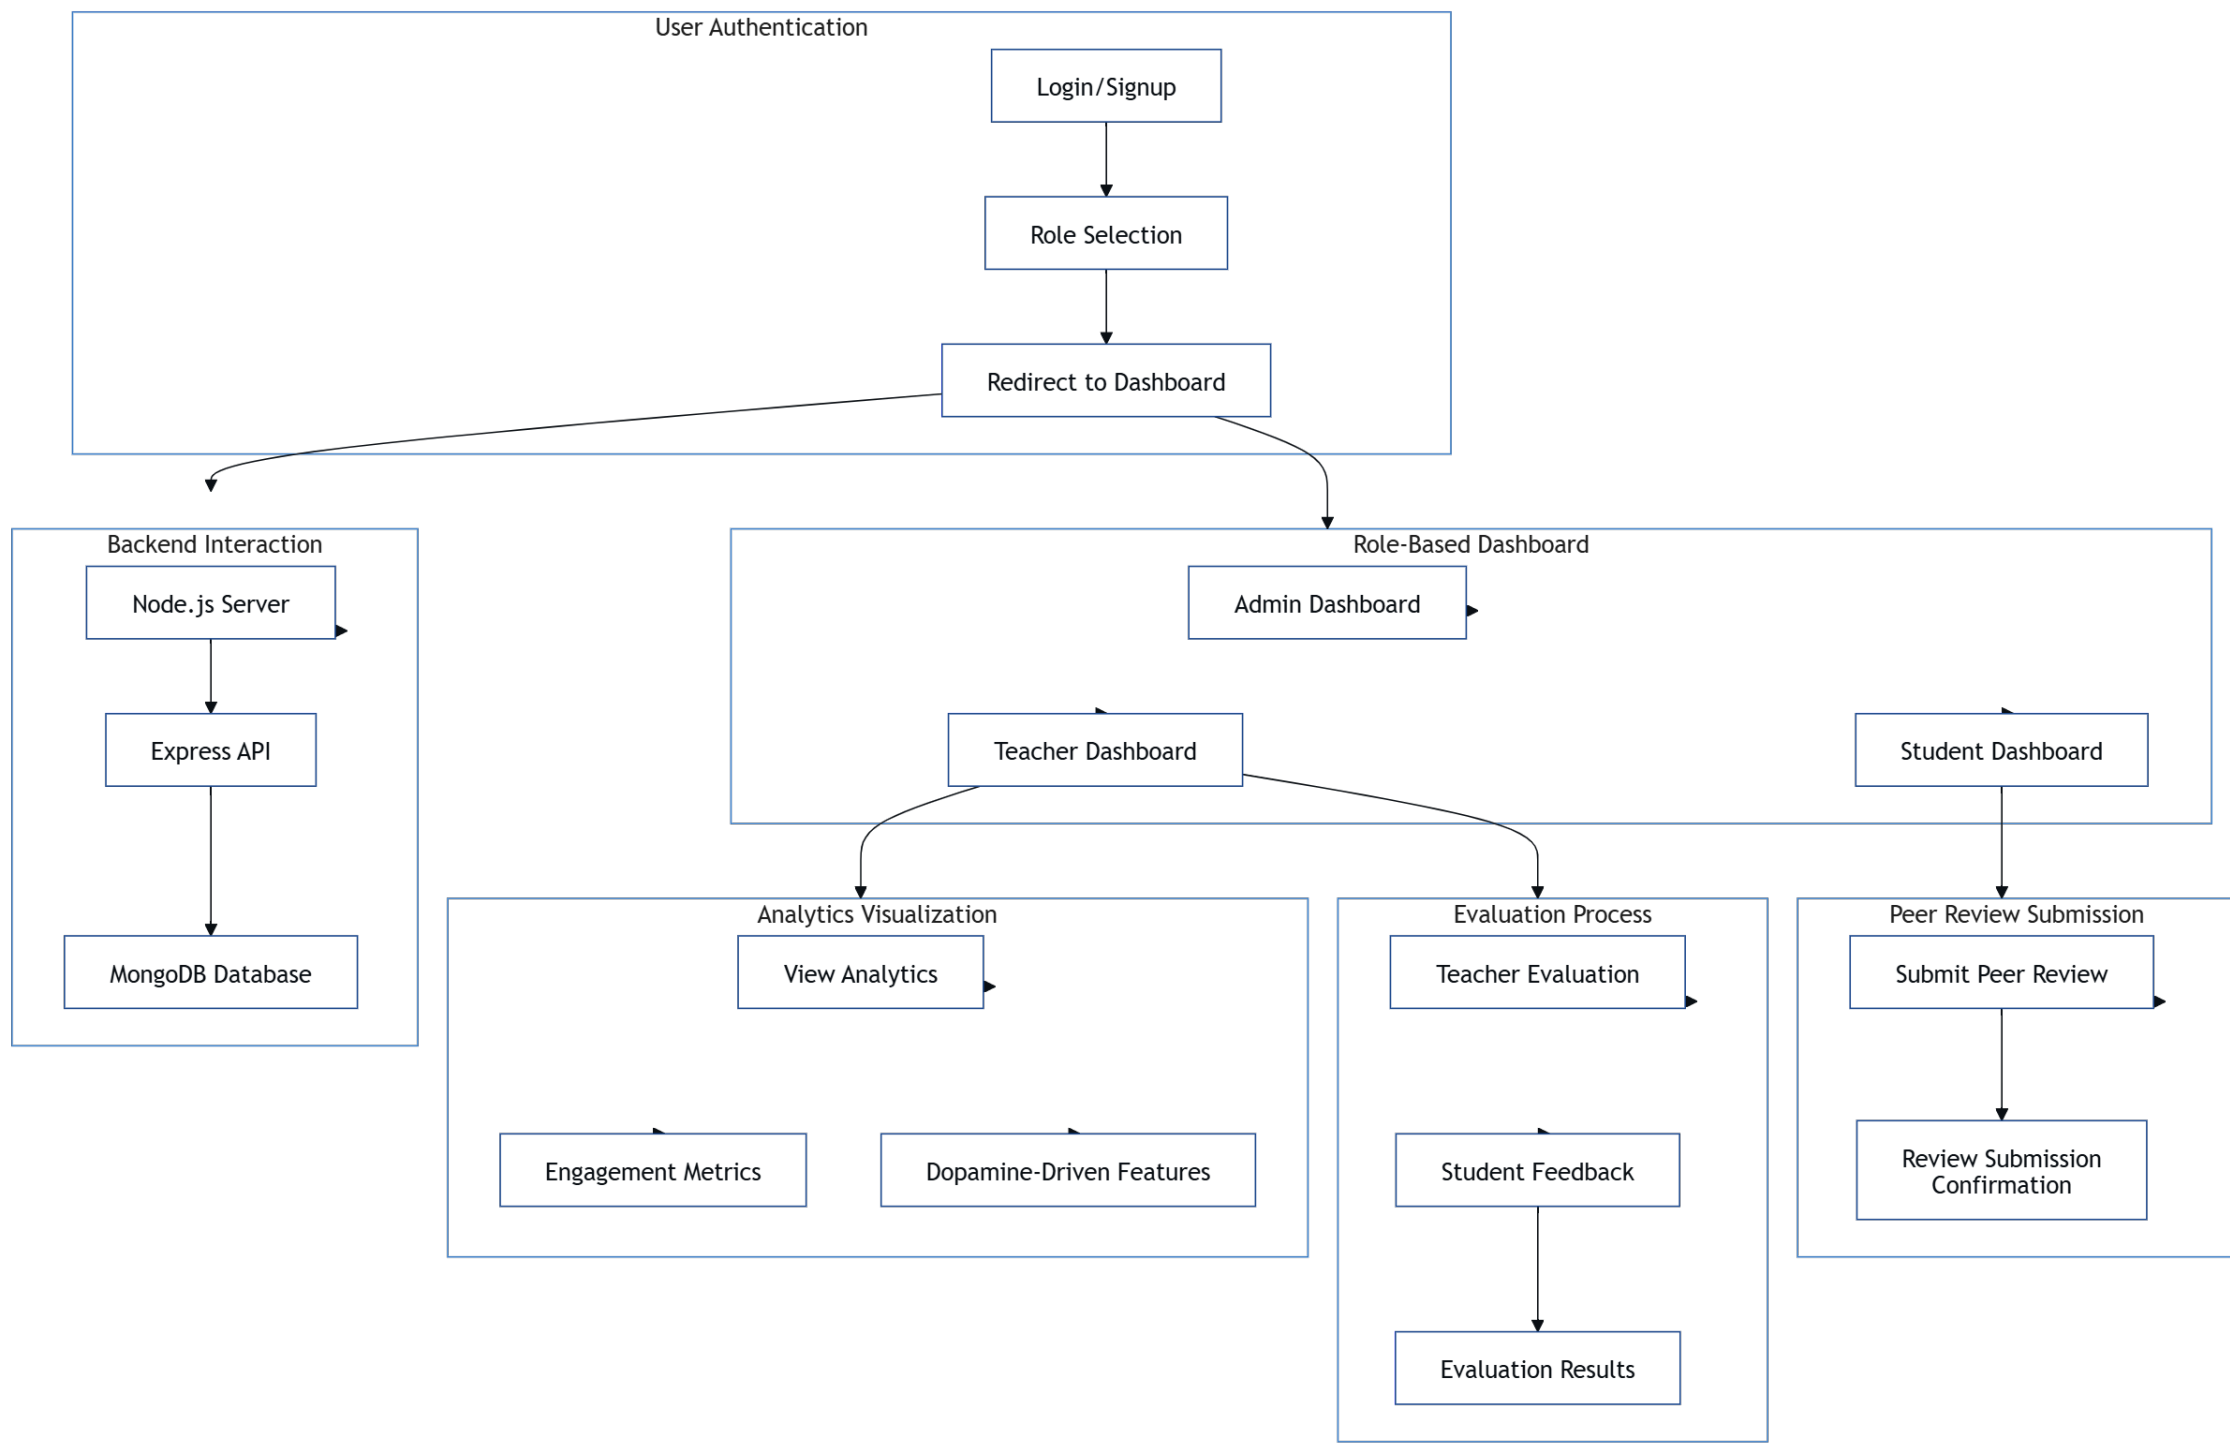 User Authentication
Login/Signup
Role Selection
Redirect to Dashboard
Backend Interaction
Node.js Server
Express API
MongoDB Database
Role-Based Dashboard
Admin Dashboard
Teacher Dashboard
Student Dashboard
Analytics Visualization
View Analytics
Engagement Metrics
Dopamine-Driven Features
Evaluation Process
Teacher Evaluation
Student Feedback
Evaluation Results
Peer Review Submission
Submit Peer Review
Review Submission
Confirmation